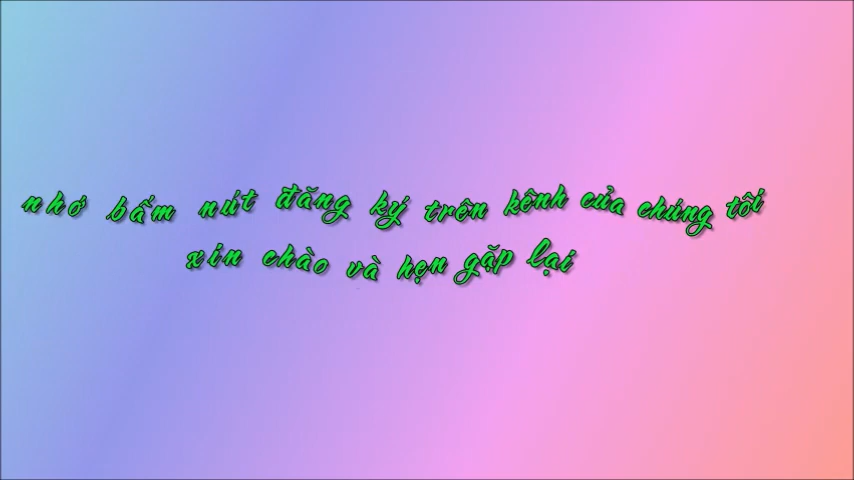 nhớ bấm nút đăng ký trên kênh của chúng tôi
xin chào và hẹn gặp lại